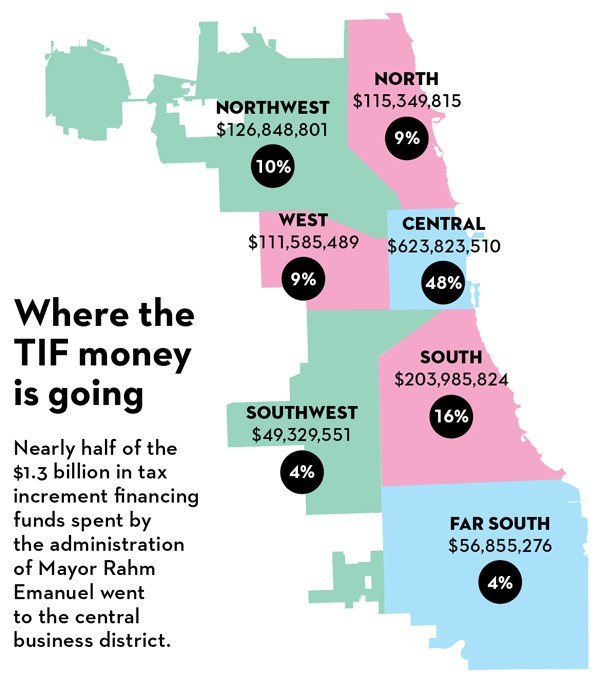 NORTH
$115,349,815
9%
NORTHWEST
$126,848,801
10%
WEST
$111,585,489
9%
CENTRAL
$623,823,510
48%
Where the
TIF money
is going
Nearly half of the
$1.3 billion in tax
increment financing
funds spent by
the administration
of Mayor Rahm
Emanuel went
to the central
business district.
SOUTH
$203,985,824
16%
SOUTHWEST
$49,329,551
4%
FAR SOUTH
$56,855,276
4%